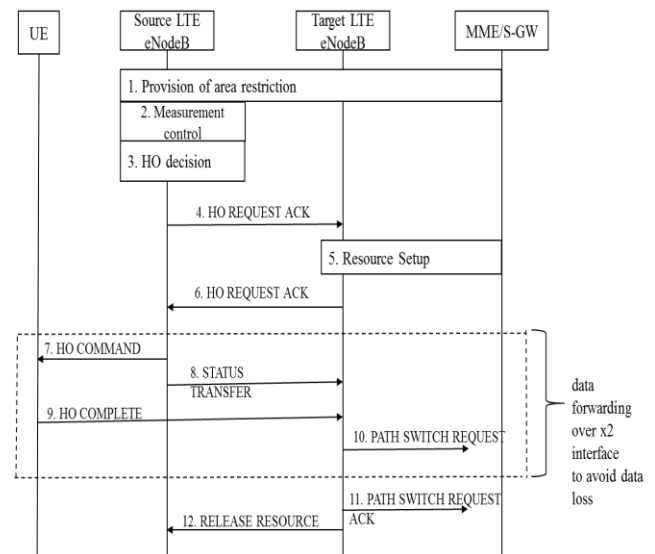 UE
Source LTE
eNodeB
Target LTE
eNodeB
MME/S-GW
1. Provision of area restriction
2. Measurement
control
3. HO decision
4. HO REQUEST ACK
5. Resource Setup
6. HO REQUEST ACK
7. HO COMMAND
8. STATUS
TRANSFER
9. HO COMPLETE
10. PATH SWITCH REQUEST
data
forwarding
over x2
interface
to avoid data
loss
11. PATH SWITCH REQUEST
ACK
12. RELEASE RESOURCE